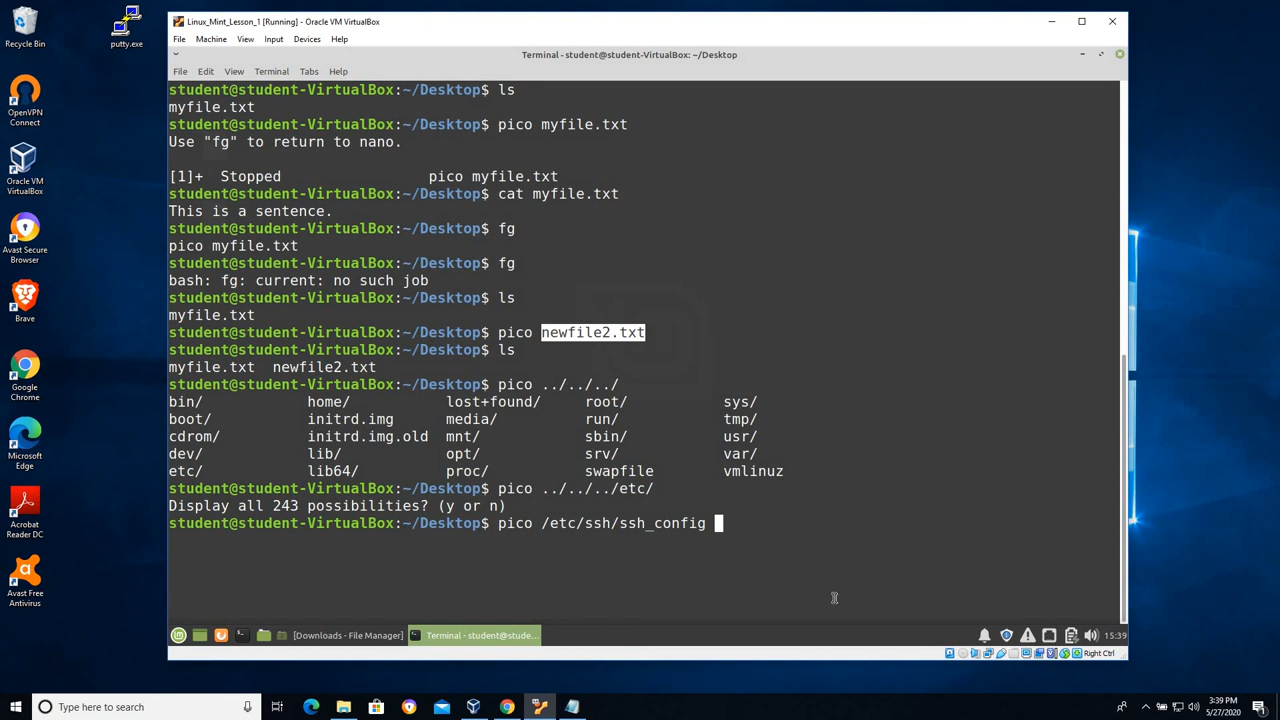 Recycle Bin
putty.exe
OpenVPN
Connect
Oracle VM
VirtualBox
Avast Secure
Browser
Brave
Google
Chrome
Microsoft
Edge
Acrobat
Reader DC
Avast Free
Antivirus
Linux_Mint_Lesson_1 [Running] - Oracle VM VirtualBox
File Machine View Input Devices Help
Terminal - student@student-VirtualBox: ~/Desktop
File Edit View Terminal Tabs Help
student@student-VirtualBox:~/Desktop$ ls
myfile.txt
student@student-VirtualBox:~/Desktop$ pico myfile.txt
Use "fg" to return to nano.
[1]+  Stopped                 pico myfile.txt
student@student-VirtualBox:~/Desktop$ cat myfile.txt
This is a sentence.
student@student-VirtualBox:~/Desktop$ fg
pico myfile.txt
student@student-VirtualBox:~/Desktop$ fg
bash: fg: current: no such job
student@student-VirtualBox:~/Desktop$ ls
myfile.txt
student@student-VirtualBox:~/Desktop$ pico newfile2.txt
student@student-VirtualBox:~/Desktop$ ls
myfile.txt  newfile2.txt
student@student-VirtualBox:~/Desktop$ pico ../../../
bin/            home/           lost+found/     root/           sys/
boot/           initrd.img      media/          run/            tmp/
cdrom/          initrd.img.old  mnt/            sbin/           usr/
dev/            lib/            opt/            srv/            var/
etc/            lib64/          proc/           swapfile        vmlinuz
student@student-VirtualBox:~/Desktop$ pico ../../../etc/
Display all 243 possibilities? (y or n)
student@student-VirtualBox:~/Desktop$ pico /etc/ssh/ssh_config
[Downloads - File Manager] Terminal - student@stude... 15:39
Right Ctrl
Type here to search
3:39 PM
5/27/2020